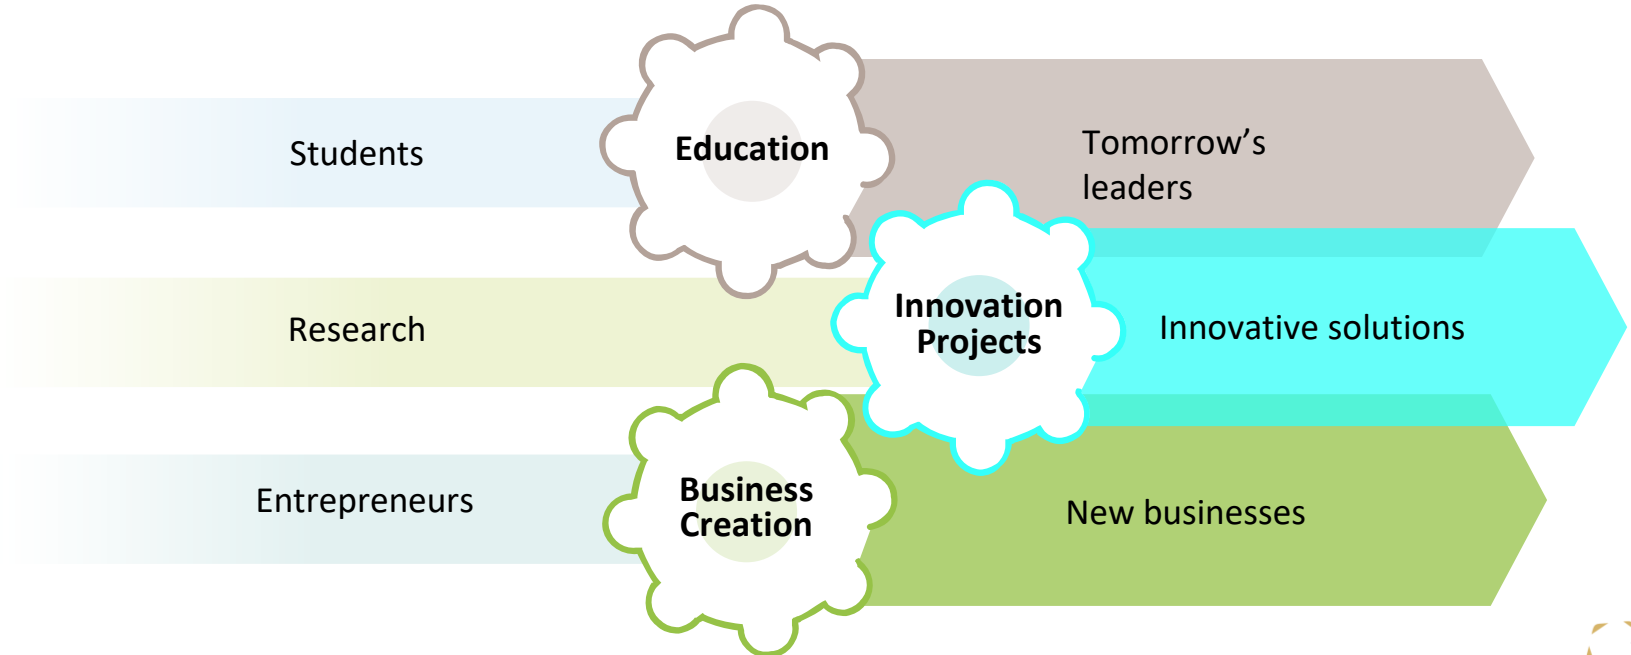 Students
Education
Tomorrow’s
leaders
Research
Innovation
Projects
Innovative solutions
Entrepreneurs
Business
Creation
New businesses